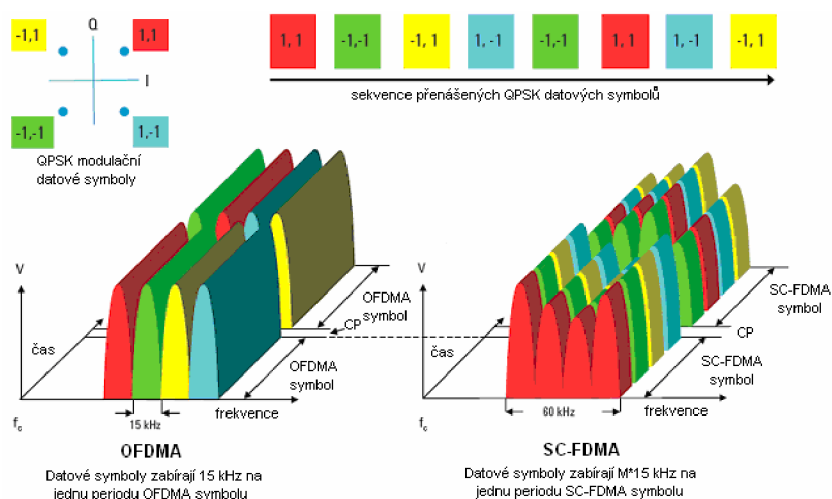 Q
-1,1
1,1
I
-1,-1
1,-1
QPSK modulační
datové symboly
1, 1 -1,-1 -1, 1 1, -1 -1,-1 1, 1 1, -1 -1, 1
sekvence přenášených QPSK datových symbolů
V
čas
f_c
15 kHz
frekvence
OFDMA
symbol
CP
OFDMA
symbol
OFDMA
Datové symboly zabírají 15 kHz na
jednu periodu OFDMA symbolu
V
čas
f_c
60 kHz
frekvence
SC-FDMA
symbol
CP
SC-FDMA
symbol
SC-FDMA
Datové symboly zabírají M*15 kHz na
jednu periodu SC-FDMA symbolu